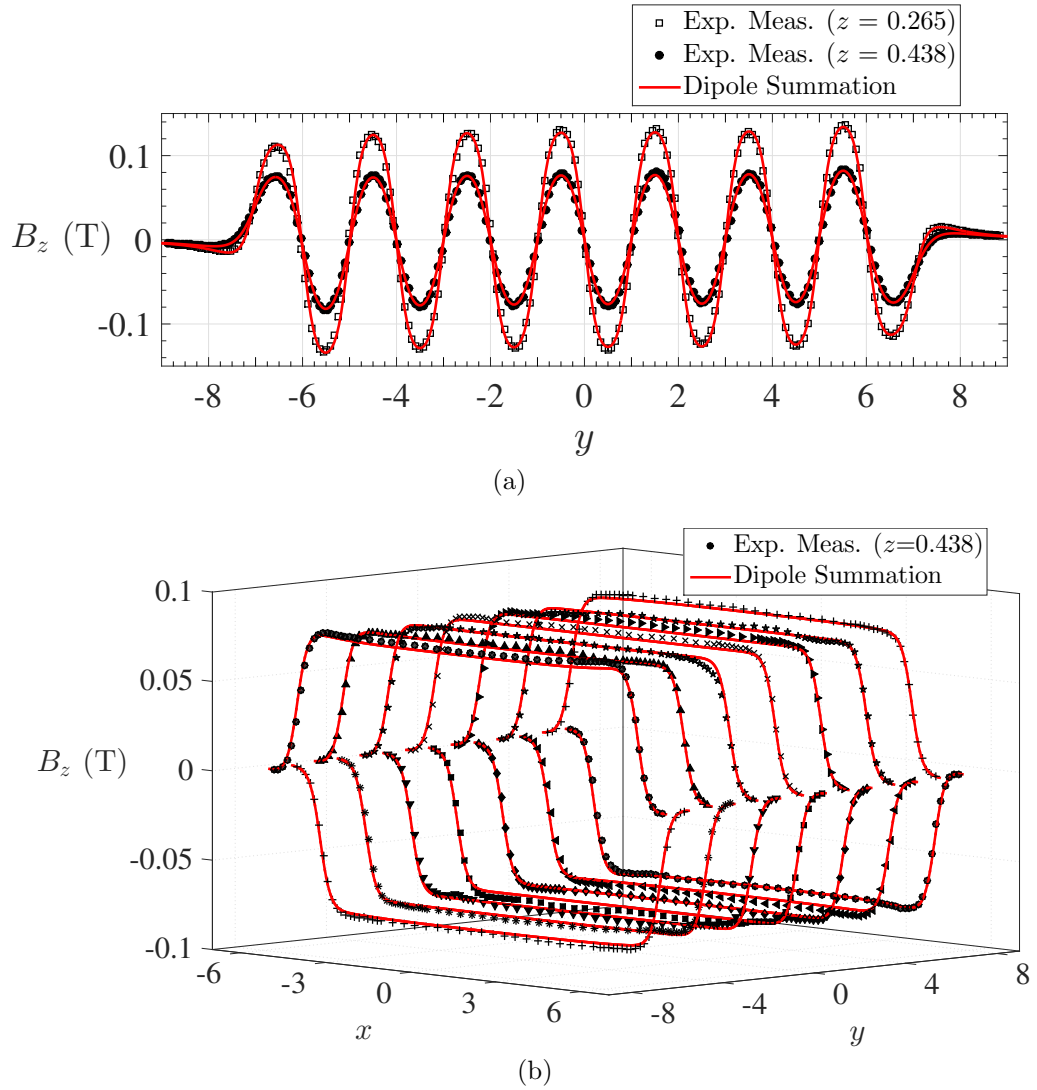 Exp. Meas. (z = 0.265)
Exp. Meas. (z = 0.438)
Dipole Summation
0.1
0
-0.1
B_z (T)
-8 -6 -4 -2 0 2 4 6 8
y
(a)
Exp. Meas. (z=0.438)
Dipole Summation
0.1
0.05
0
-0.05
-0.1
B_z (T)
-6 -3 0 3 6
x
-8 -4 0 4 8
y
(b)